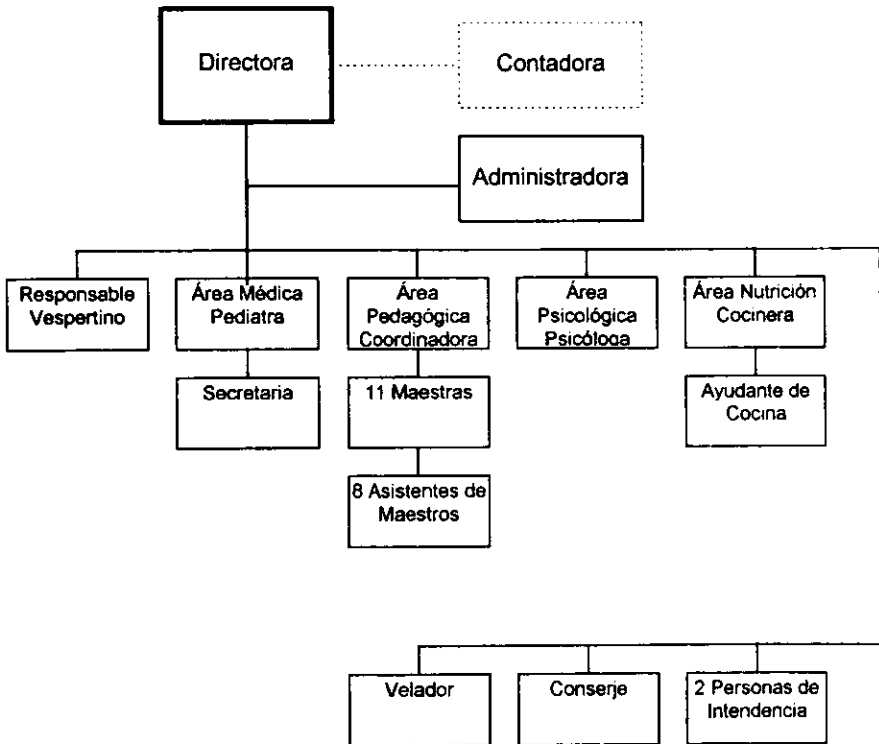 Directora
Contadora
Administradora
Responsable
Vespertino
Área Médica
Pediatra
Área
Pedagógica
Coordinadora
Área
Psicológica
Psicóloga
Área Nutrición
Cocinera
Secretaria
11 Maestras
Ayudante de
Cocina
8 Asistentes de
Maestros
Velador
Conserje
2 Personas de
Intendencia